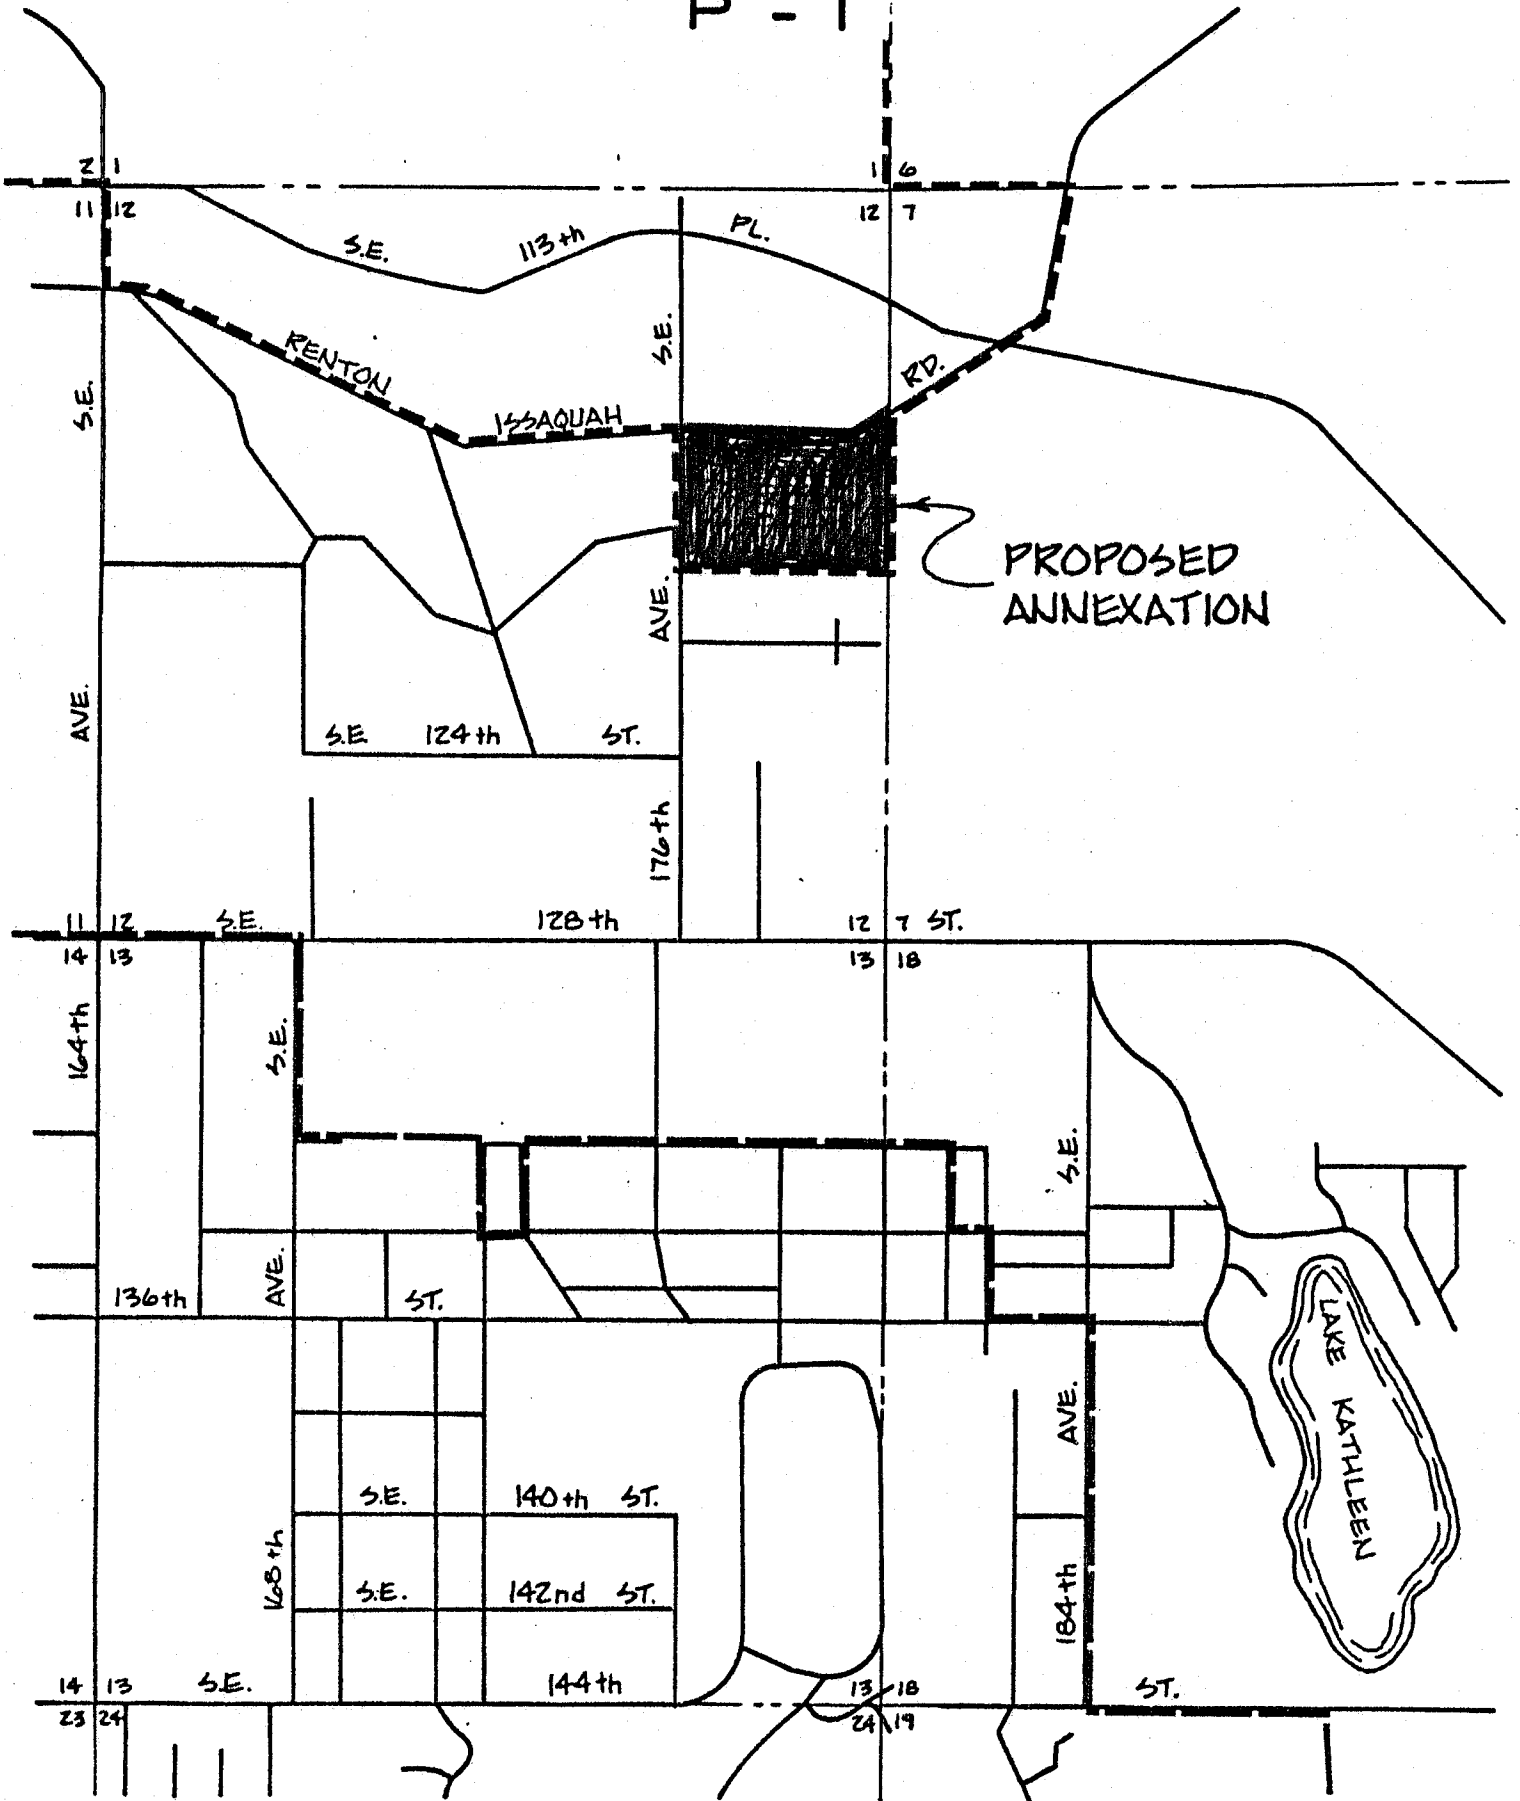 P - 1
2 1
1 6
11 12
12 7
S.E. 113th PL.
S.E.
RENTON
ISSAQUAH
RD.
S.E.
PROPOSED
ANNEXATION
AVE.
AVE.
S.E. 124th ST.
176th
11 12 S.E. 128th 12 7 ST.
14 13
13 18
164th
S.E.
S.E.
AVE.
136th ST.
LAKE KATHLEEN
AVE.
S.E. 140th ST.
168th
S.E. 142nd ST.
184th
14 13 S.E. 144th 13 18 ST.
23 24
24 19